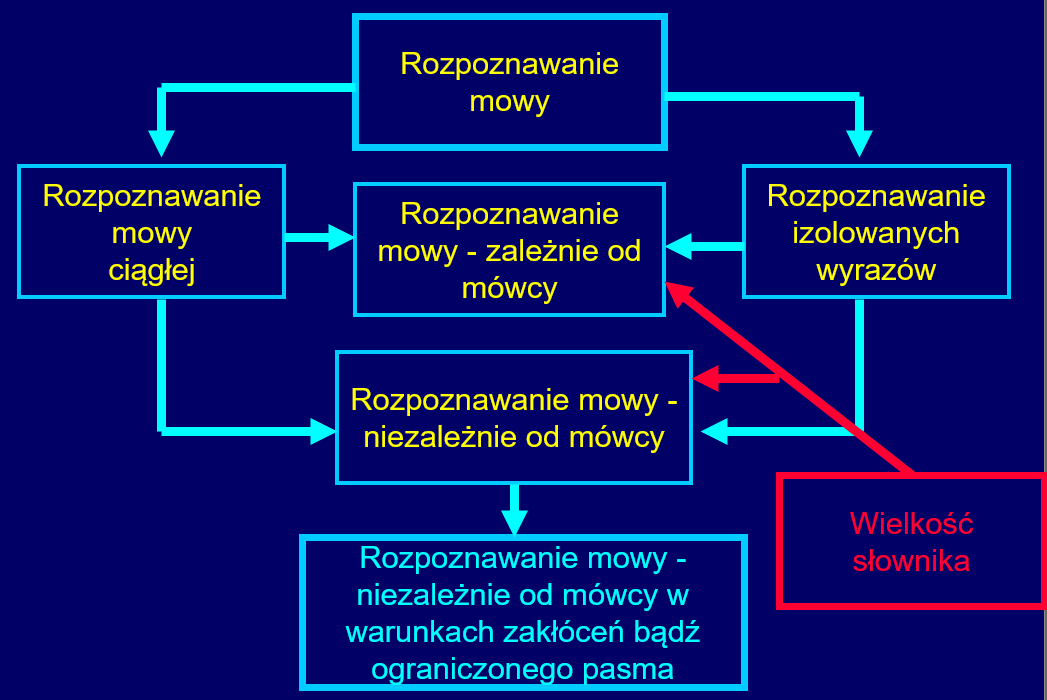 Rozpoznawanie
mowy
Rozpoznawanie
mowy
ciągłej
Rozpoznawanie
mowy - zależnie od
mówcy
Rozpoznawanie
izolowanych
wyrazów
Rozpoznawanie mowy -
niezależnie od mówcy
Wielkość
słownika
Rozpoznawanie mowy -
niezależnie od mówcy w
warunkach zakłóceń bądź
ograniczonego pasma